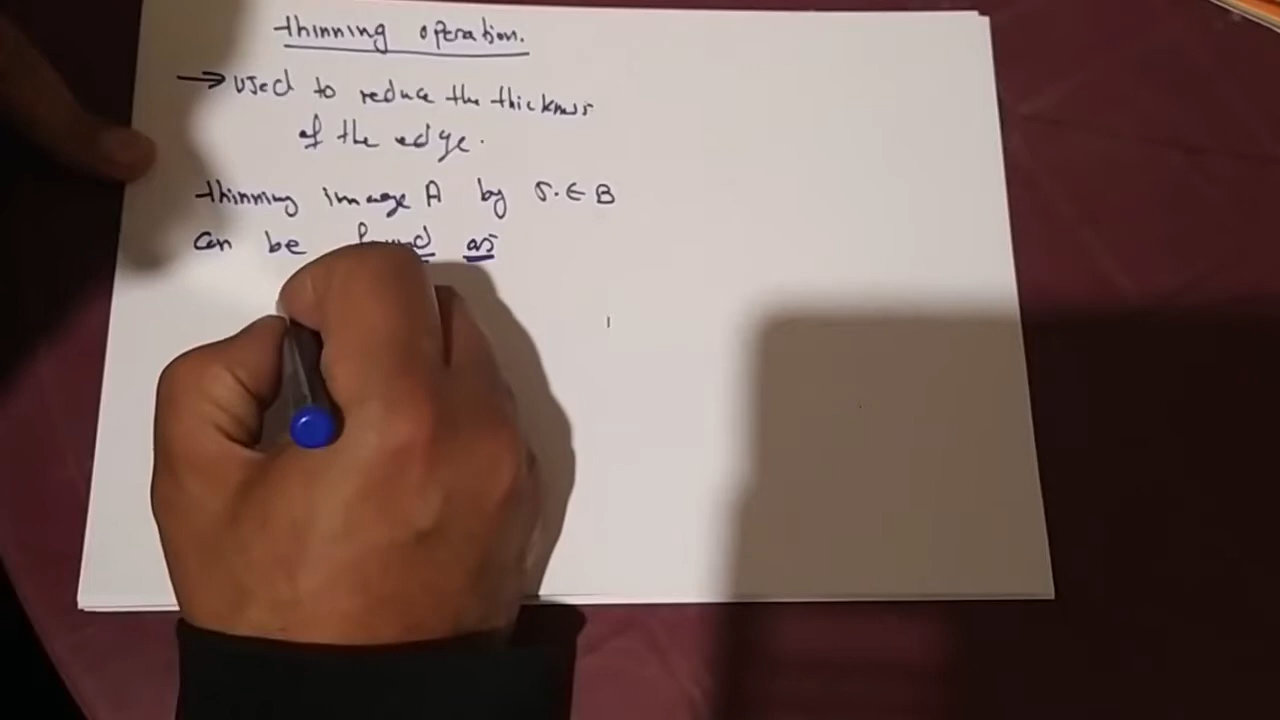 thinning operation.
→ Used to reduce the thickness
of the edge.
thinning image A by S.E B
can be found as